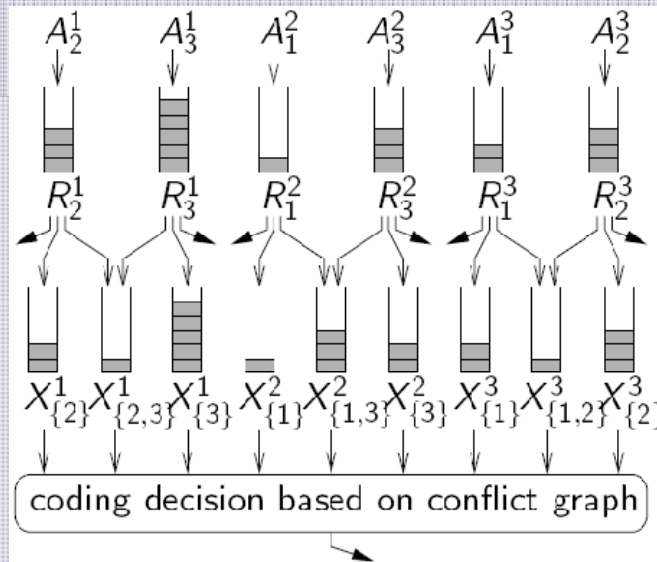 A_2^1 A_3^1 A_1^2 A_3^2 A_1^3 A_2^3
R_2^1 R_3^1 R_1^2 R_3^2 R_1^3 R_2^3
X_{\{2\}}^1 X_{\{2,3\}}^1 X_{\{3\}}^1 X_{\{1\}}^2 X_{\{1,3\}}^2 X_{\{3\}}^2 X_{\{1\}}^3 X_{\{1,2\}}^3 X_{\{2\}}^3
coding decision based on conflict graph